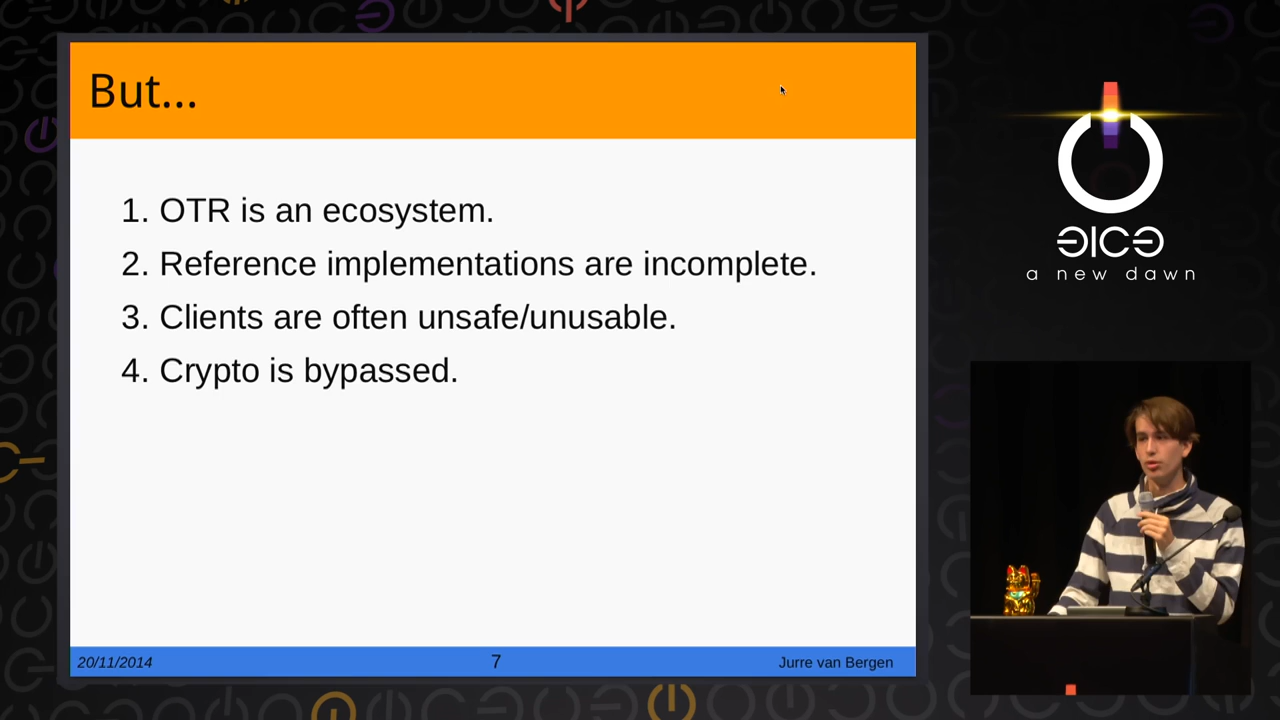 But...
1. OTR is an ecosystem.
2. Reference implementations are incomplete.
3. Clients are often unsafe/unusable.
4. Crypto is bypassed.
20/11/2014
7
Jurre van Bergen
a new dawn